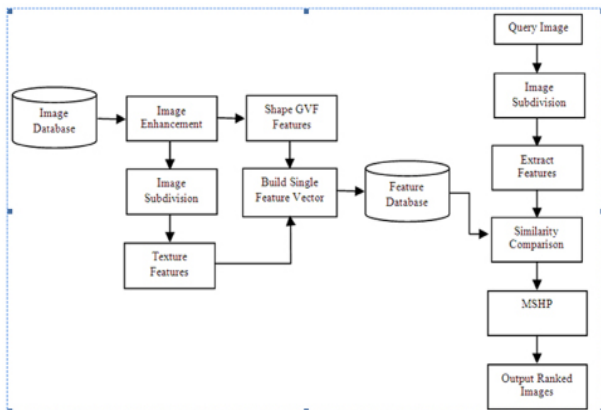 Query Image
Image
Database
Image
Enhancement
Shape GVF
Features
Image
Subdivision
Image
Subdivision
Build Single
Feature Vector
Feature
Database
Extract
Features
Texture
Features
Similarity
Comparison
MSHP
Output Ranked
Images